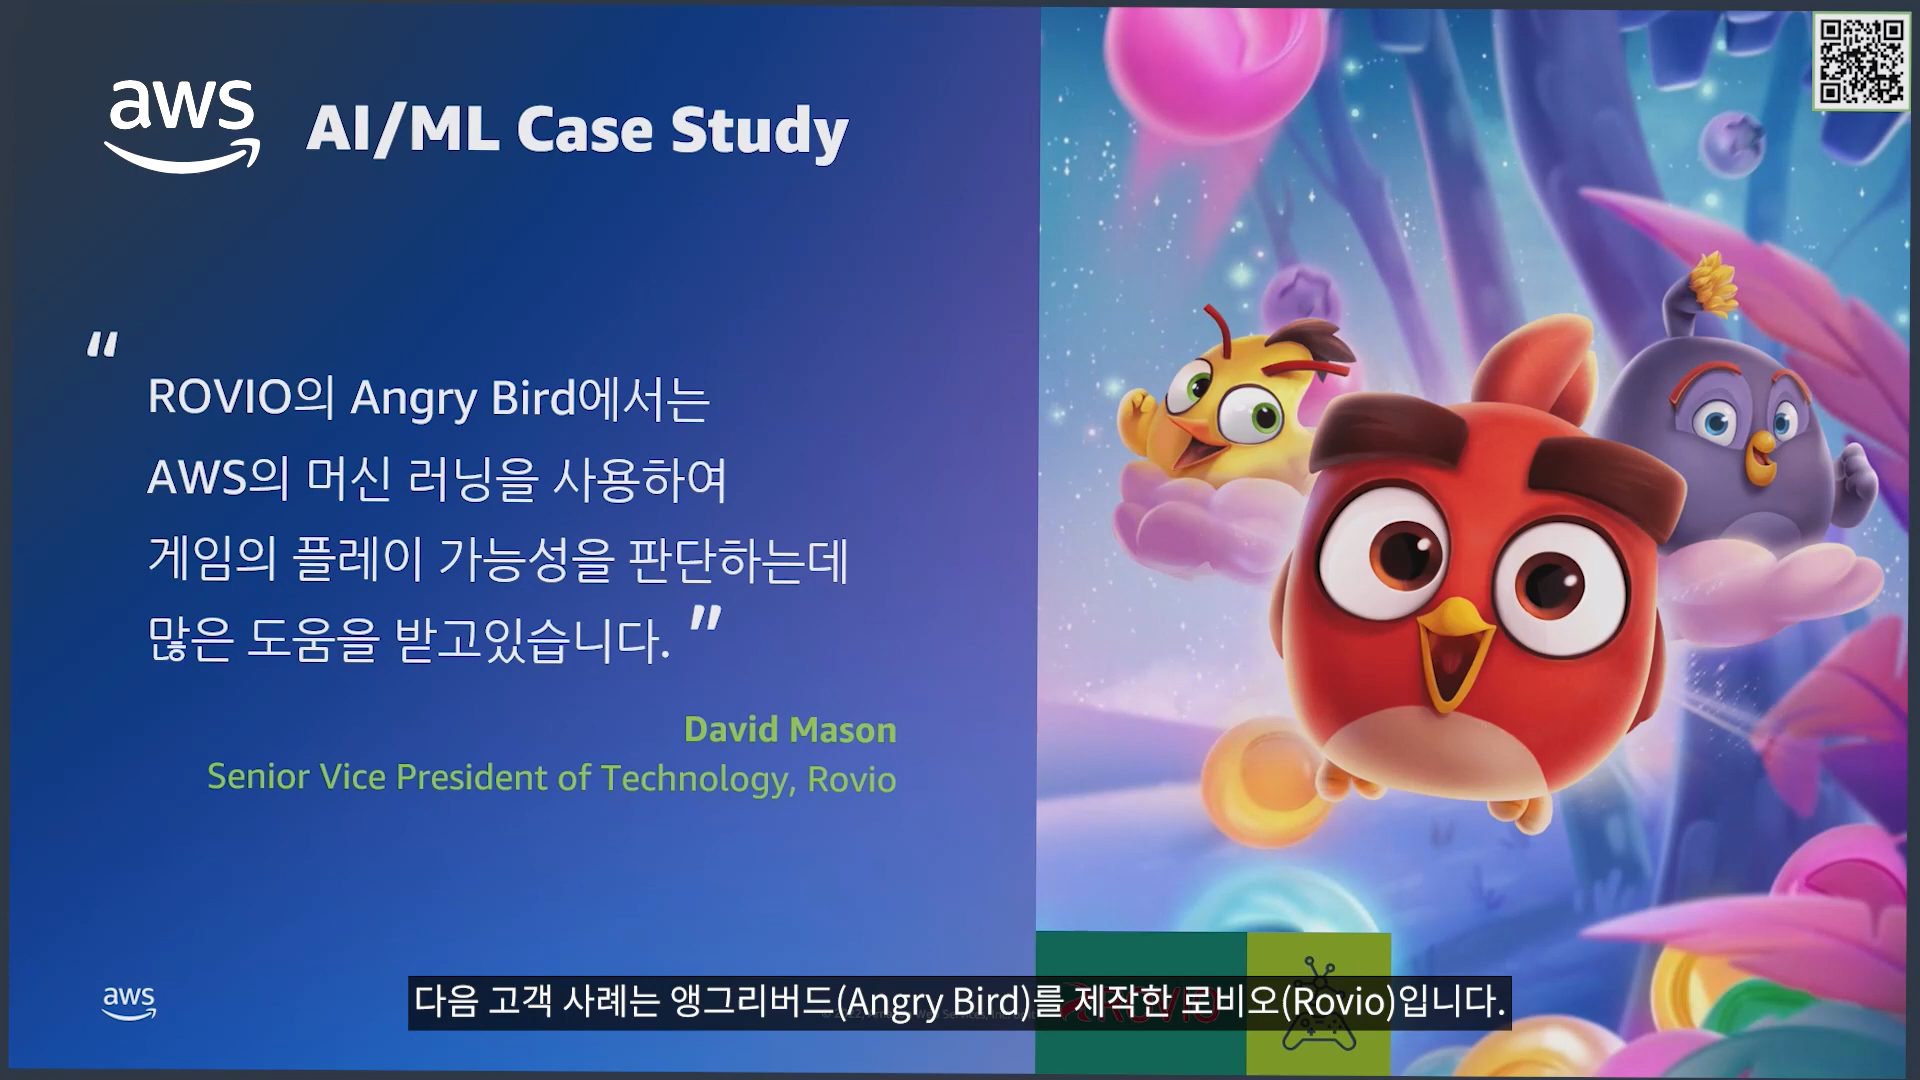 aws
AI/ML Case Study
“
ROVIO의 Angry Bird에서는
AWS의 머신 러닝을 사용하여
게임의 플레이 가능성을 판단하는데
많은 도움을 받고있습니다. ”
David Mason
Senior Vice President of Technology, Rovio
aws
다음 고객 사례는 앵그리버드(Angry Bird)를 제작한 로비오(Rovio)입니다.